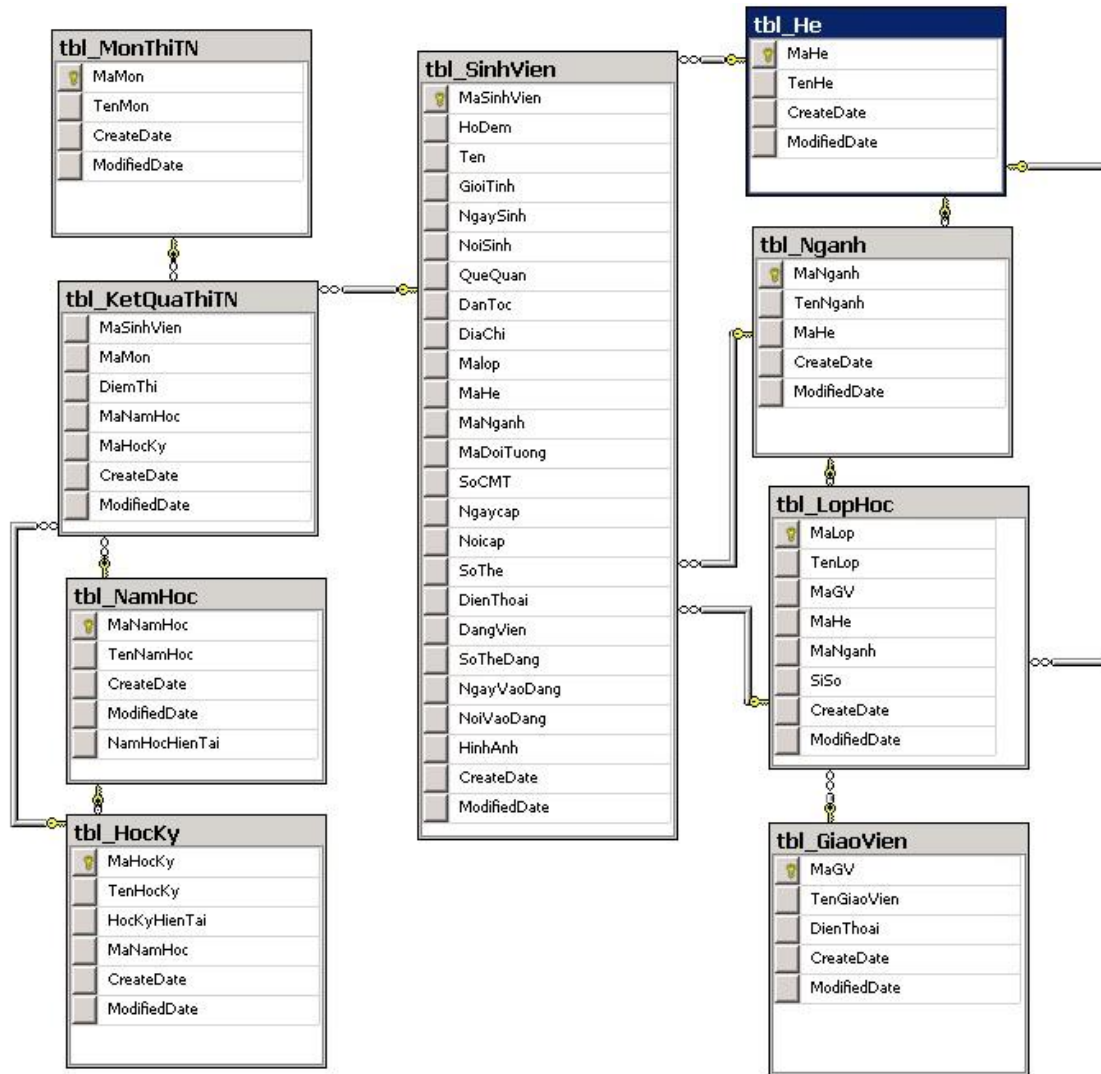 tbl_MonThiTN
MaMon
TenMon
CreateDate
ModifiedDate
tbl_KetQuaThiTN
MaSinhVien
MaMon
DiemThi
MaNamHoc
MaHocKy
CreateDate
ModifiedDate
tbl_NamHoc
MaNamHoc
TenNamHoc
CreateDate
ModifiedDate
NamHocHienTai
tbl_HocKy
MaHocKy
TenHocKy
HocKyHienTai
MaNamHoc
CreateDate
ModifiedDate
tbl_SinhVien
MaSinhVien
HoDem
Ten
GioiTinh
NgaySinh
NoiSinh
QueQuan
DanToc
DiaChi
Malop
MaHe
MaNganh
MaDoiTuong
SoCMT
Ngaycap
Noicap
SoThe
DienThoai
DangVien
SoTheDang
NgayVaoDang
NoiVaoDang
HinhAnh
CreateDate
ModifiedDate
tbl_He
MaHe
TenHe
CreateDate
ModifiedDate
tbl_Nganh
MaNganh
TenNganh
MaHe
CreateDate
ModifiedDate
tbl_LopHoc
MaLop
TenLop
MaGV
MaHe
MaNganh
SiSo
CreateDate
ModifiedDate
tbl_GiaoVien
MaGV
TenGiaoVien
DienThoai
CreateDate
ModifiedDate